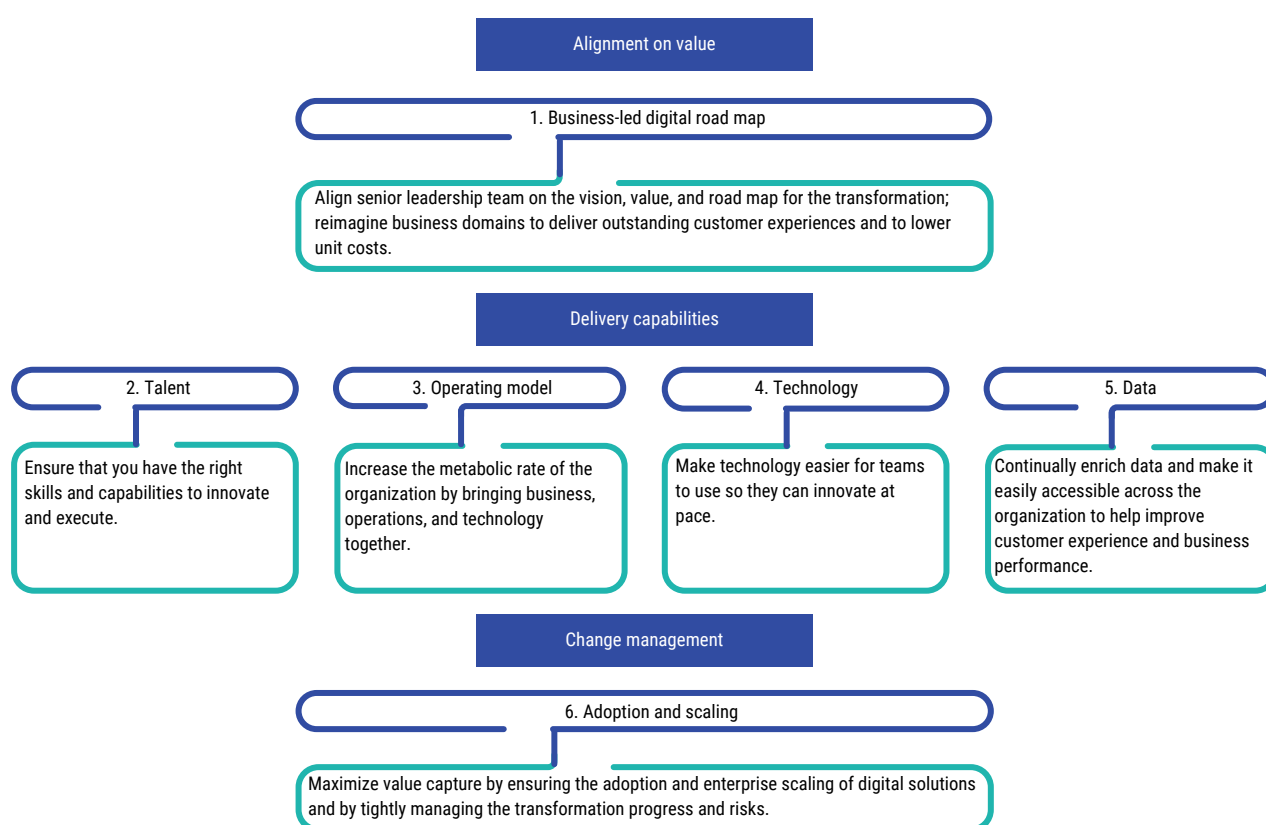 Alignment on value
1. Business-led digital road map
Align senior leadership team on the vision, value, and road map for the transformation;
reimagine business domains to deliver outstanding customer experiences and to lower
unit costs.
Delivery capabilities
2. Talent
Ensure that you have the right
skills and capabilities to innovate
and execute.
3. Operating model
Increase the metabolic rate of the
organization by bringing business,
operations, and technology
together.
4. Technology
Make technology easier for teams
to use so they can innovate at
pace.
5. Data
Continually enrich data and make it
easily accessible across the
organization to help improve
customer experience and business
performance.
Change management
6. Adoption and scaling
Maximize value capture by ensuring the adoption and enterprise scaling of digital solutions
and by tightly managing the transformation progress and risks.